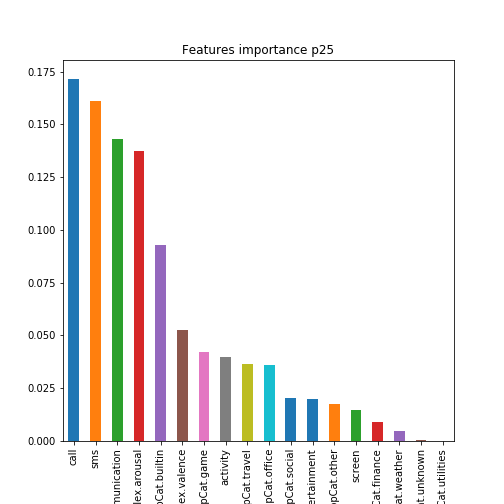 Features importance p25
0.175
0.150
0.125
0.100
0.075
0.050
0.025
0.000
call
sms
munication
lex.arousal
pCat.builtin
ex.valence
pCat.game
activity
pCat.travel
pCat.office
Cat.social
ertainment
pCat.other
screen
Cat.finance
at.weather
t.unknown
Cat.utilities